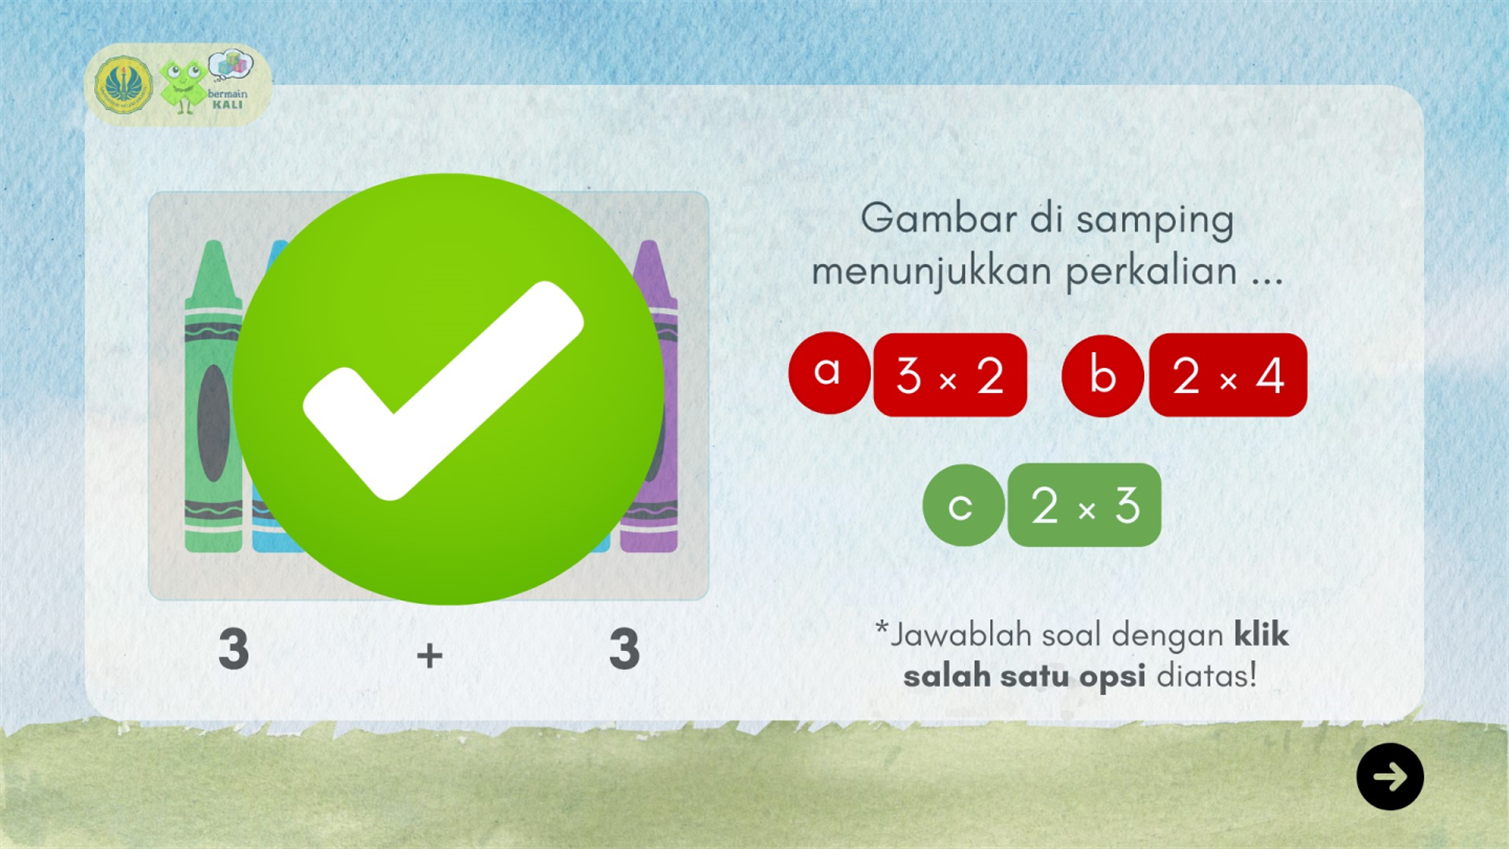 bermain
KALI
Gambar di samping
menunjukkan perkalian ...
a 3 × 2 b 2 × 4
c 2 × 3
3 + 3
*Jawablah soal dengan klik
salah satu opsi diatas!